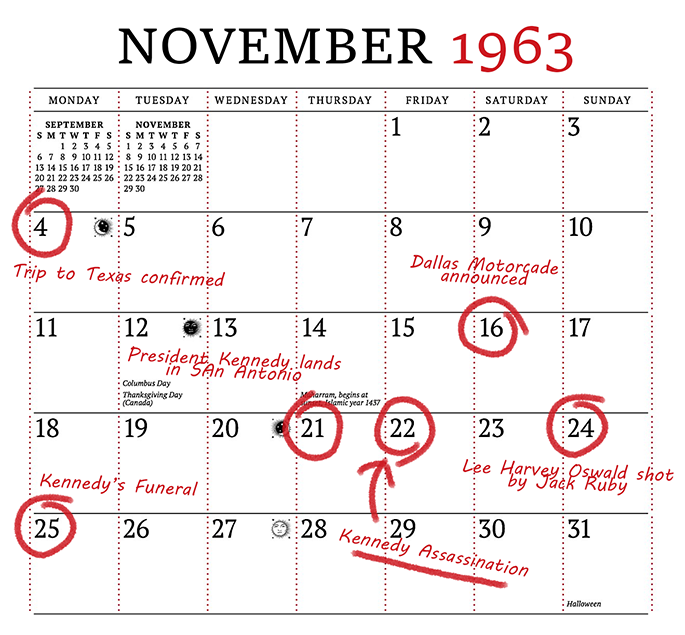 NOVEMBER 1963
MONDAY TUESDAY WEDNESDAY THURSDAY FRIDAY SATURDAY SUNDAY
SEPTEMBER
S M T W T F S
1 2 3 4 5
6 7 8 9 10 11 12
13 14 15 16 17 18 19
20 21 22 23 24 25 26
27 28 29 30
NOVEMBER
S M T W T F S
1 2 3 4 5 6 7
8 9 10 11 12 13 14
15 16 17 18 19 20 21
22 23 24 25 26 27 28
29 30
1 2 3
4 5 6 7 8 9 10
Trip to Texas confirmed
Dallas Motorcade
announced
11 12 13 14 15 16 17
President Kennedy lands
in SAn Antonio
Columbus Day
Thanksgiving Day
(Canada)
Muharram, begins at
sunset, Islamic year 1437
18 19 20 21 22 23 24
Kennedy's Funeral
Lee Harvey Oswald shot
by Jack Ruby
25 26 27 28 29 30 31
Kennedy Assassination
Halloween